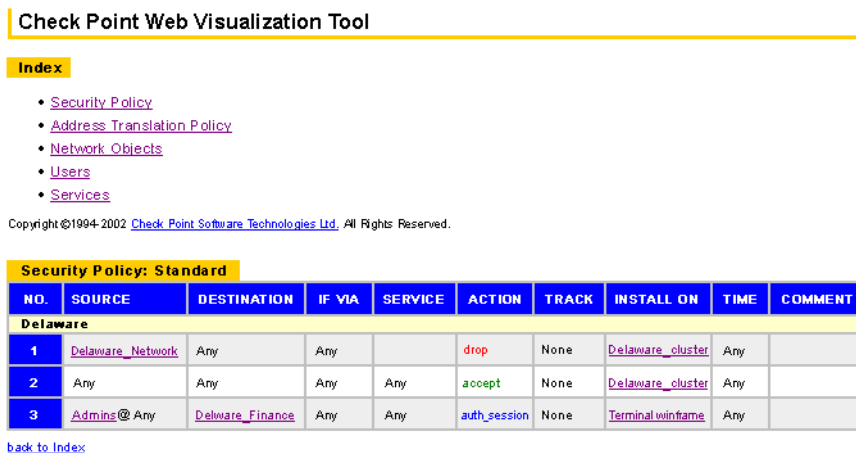 Check Point Web Visualization Tool
Index
• Security Policy
• Address Translation Policy
• Network Objects
• Users
• Services
Copyright ©1994-2002 Check Point Software Technologies Ltd. All Rights Reserved.
Security Policy: Standard
NO. SOURCE DESTINATION IF VIA SERVICE ACTION TRACK INSTALL ON TIME COMMENT
Delaware
1 Delaware_Network Any Any drop None Delaware_cluster Any
2 Any Any Any Any accept None Delaware_cluster Any
3 Admins@ Any Delware_Finance Any Any auth_session None Terminal winframe Any
back to Index